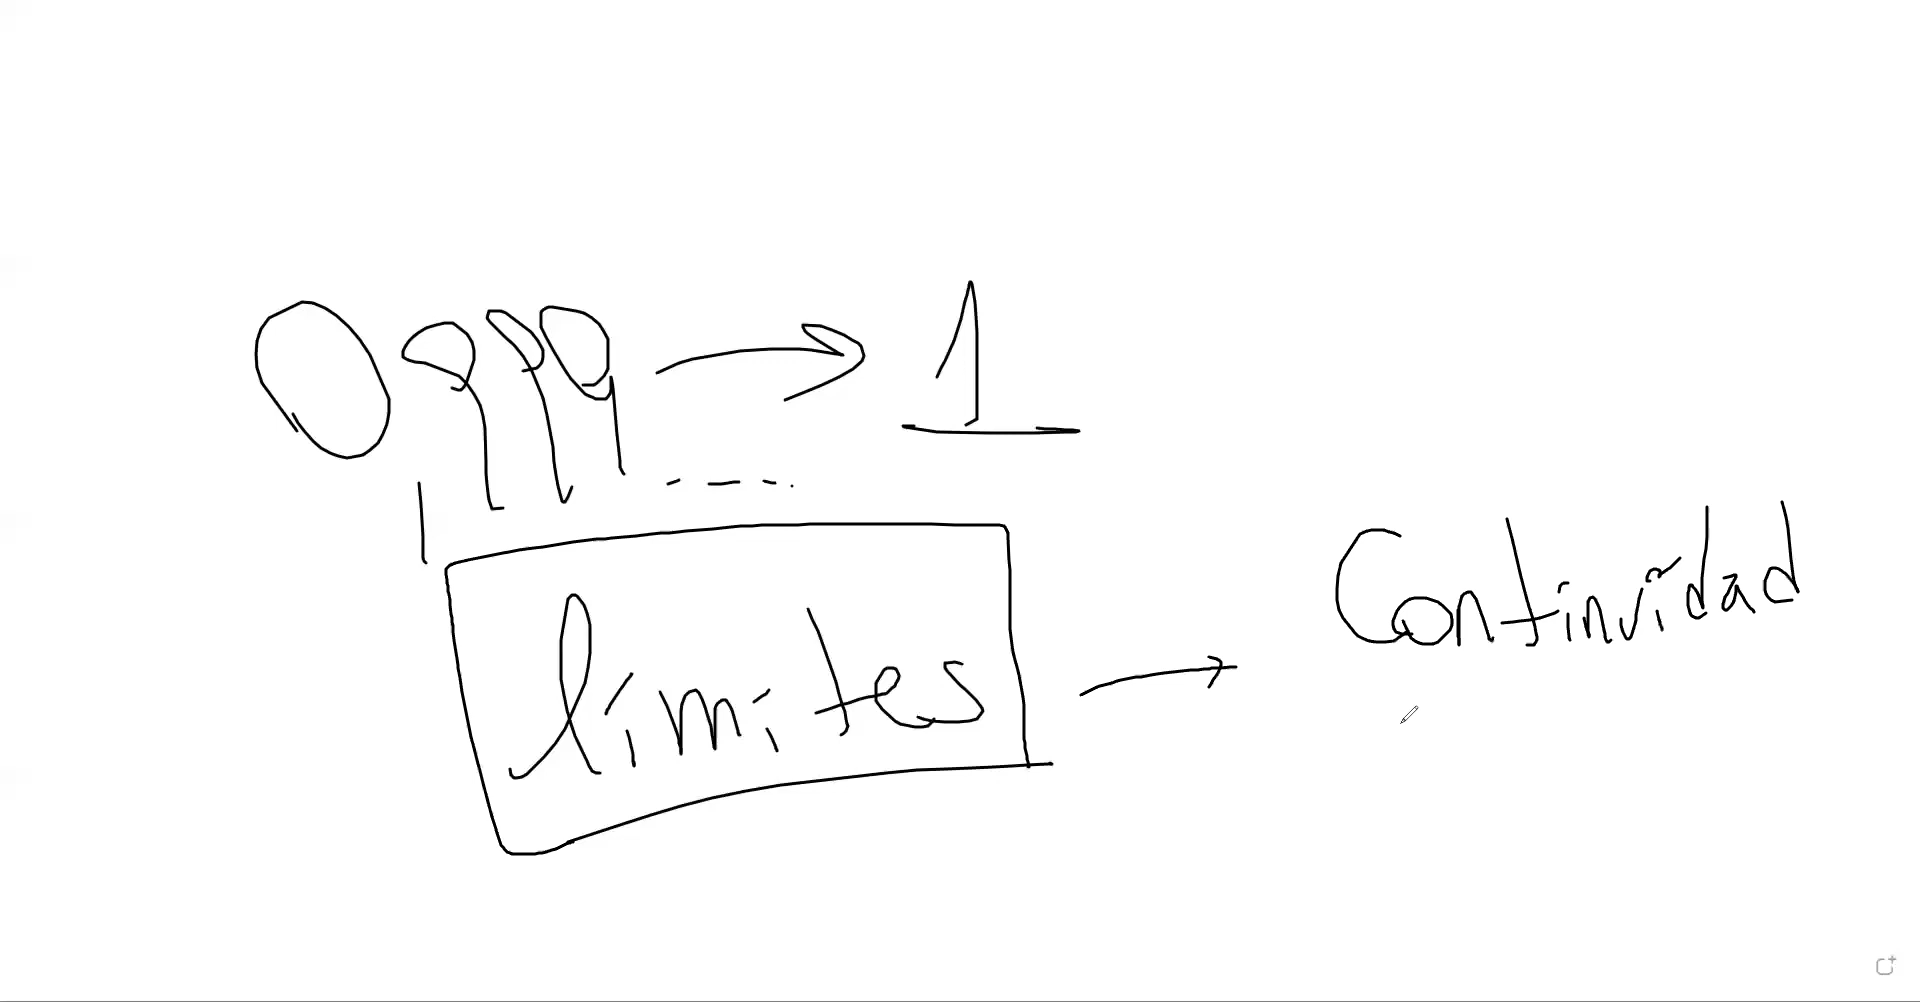 0,999 ----. → 1
límites → Continuidad